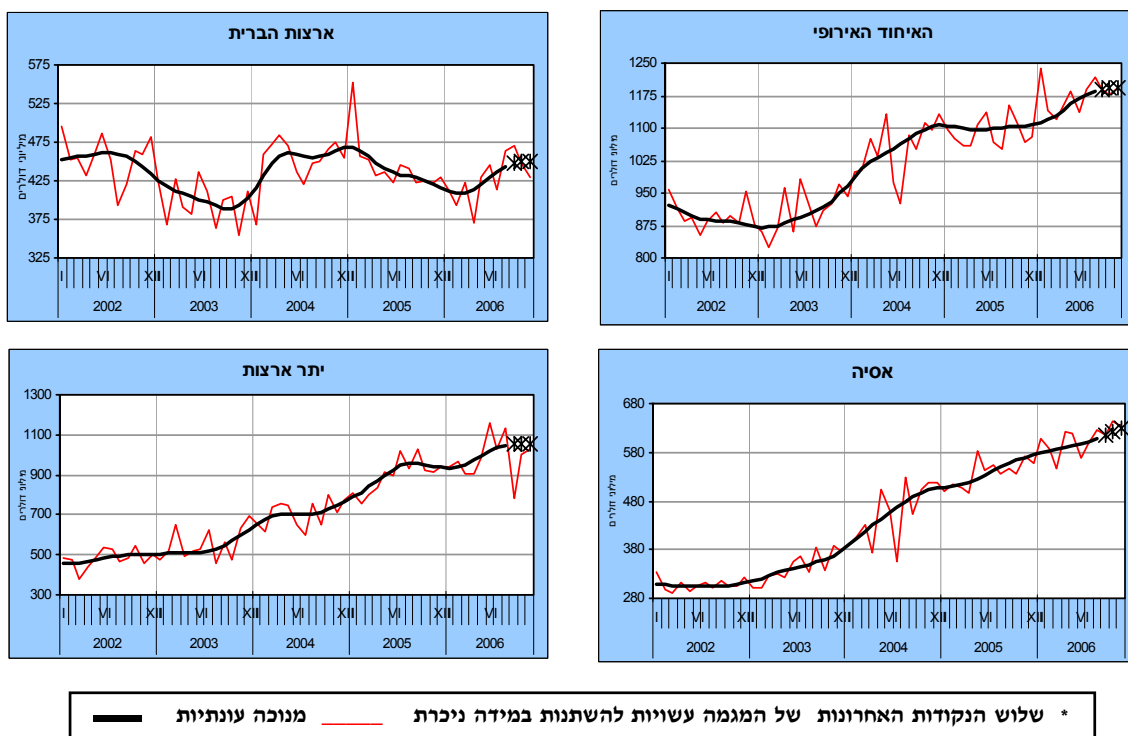 ארצות הברית
מיליוני דולרים
575
525
475
425
375
325
I VI XII VI XII VI XII VI XII VI
2002 2003 2004 2005 2006
האיחוד האירופי
מיליוני דולרים
1250
1175
1100
1025
950
875
800
I VI XII VI XII VI XII VI XII VI
2002 2003 2004 2005 2006
יתר ארצות
מיליוני דולרים
1300
1100
900
700
500
300
I VI XII VI XII VI XII VI XII VI
2002 2003 2004 2005 2006
אסיה
מיליוני דולרים
680
580
480
380
280
I VI XII VI XII VI XII VI XII VI
2002 2003 2004 2005 2006
* שלוש הנקודות האחרונות של המגמה עשויות להשתנות במידה ניכרת ____ מנוכה עונתיות